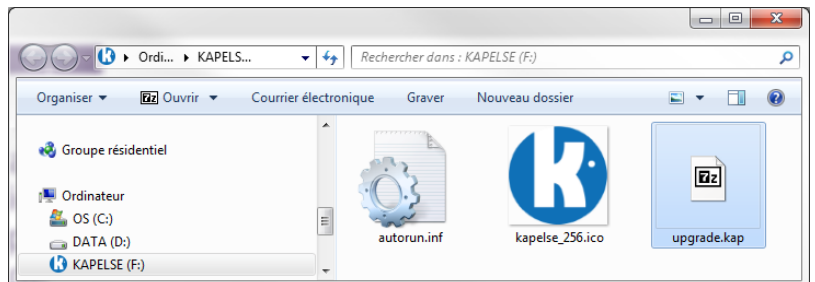 Ordi... KAPELS...
Rechercher dans : KAPELSE (F:)
Organiser
7z Ouvrir
Courrier électronique
Graver
Nouveau dossier
Groupe résidentiel
Ordinateur
OS (C:)
DATA (D:)
KAPELSE (F:)
autorun.inf
k
kapelse_256.ico
7z
upgrade.kap